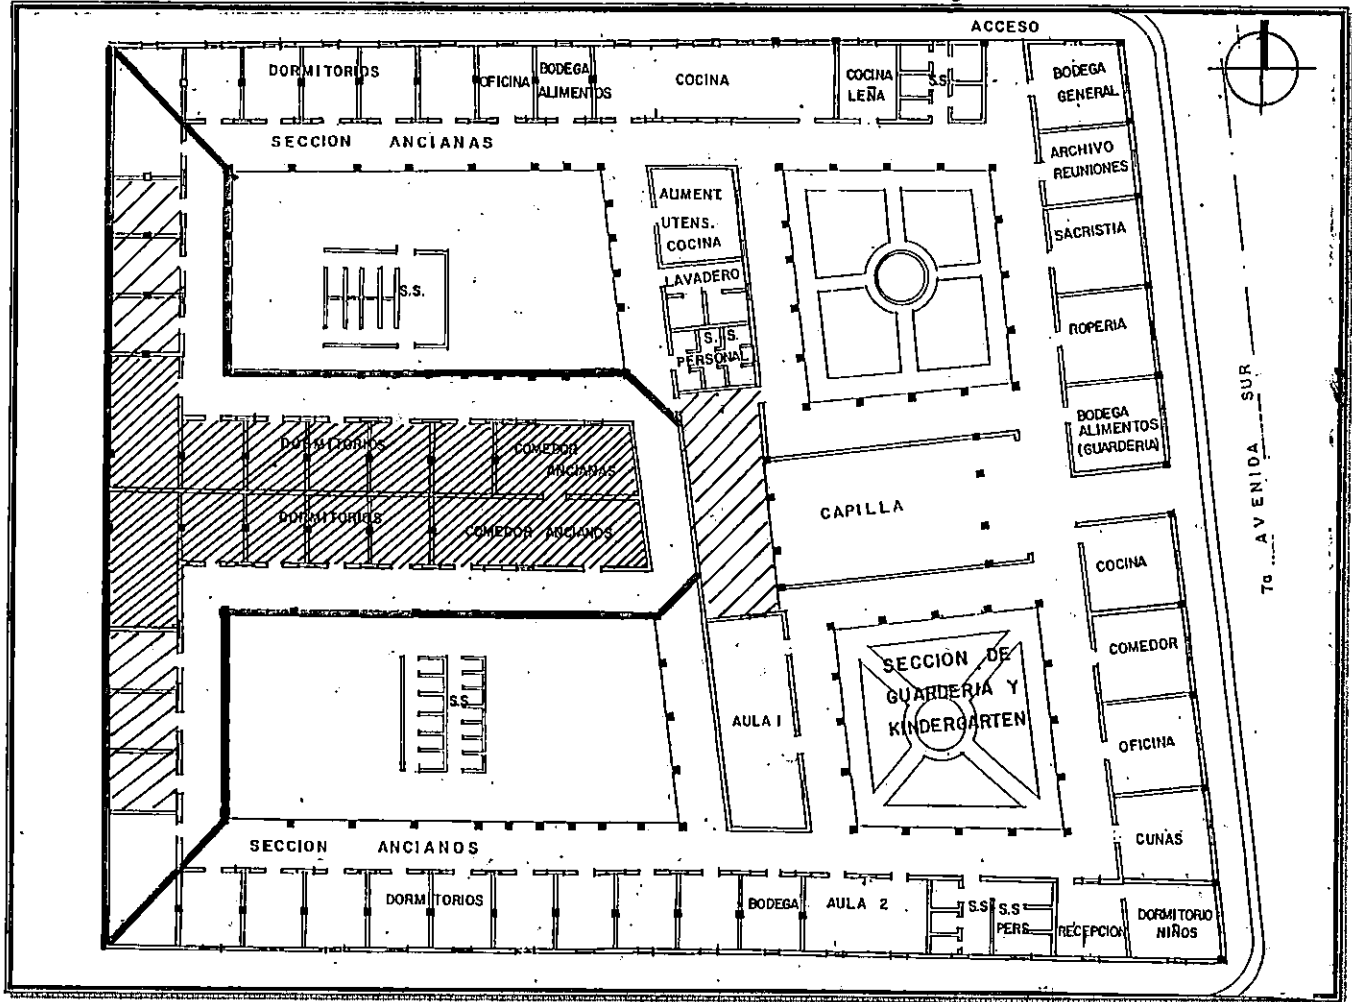 ACCESO
DORMITORIOS
OFICINA
BODEGA
ALIMENTOS
COCINA
COCINA
LEÑA
S.S.
BODEGA
GENERAL
SECCION ANCIANAS
ARCHIVO
REUNIONES
ALIMENT.
UTENS.
COCINA
SACRISTIA
LAVADERO
S.S.
ROPERIA
S. S.
PERSONAL
BODEGA
ALIMENTOS
(GUARDERIA)
7a AVENIDA SUR
DORMITORIOS
COMEDOR
ANCIANAS
DORMITORIOS
COMEDOR ANCIANOS
CAPILLA
COCINA
COMEDOR
SECCION DE
GUARDERIA Y
KINDERGARTEN
S.S.
AULA 1
OFICINA
CUNAS
SECCION ANCIANOS
DORMITORIOS
BODEGA
AULA 2
S.S
S.S
PERS.
RECEPCION
DORMITORIO
NIÑOS